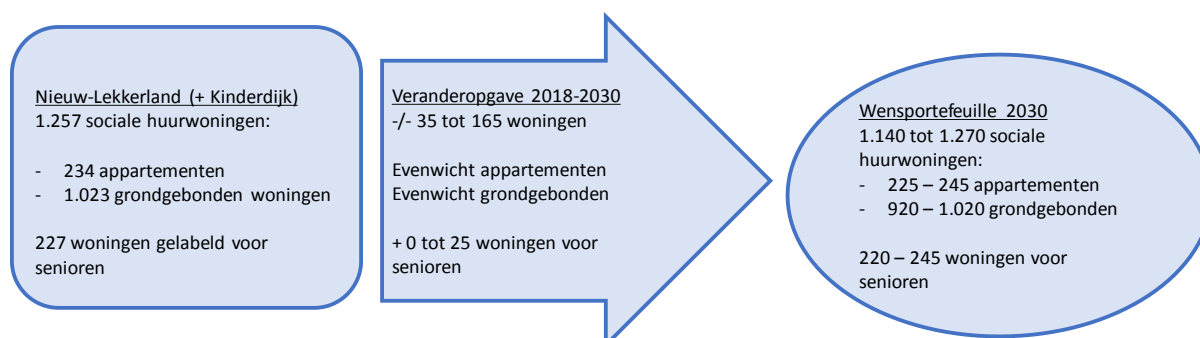 Nieuw-Lekkerland (+ Kinderdijk)
1.257 sociale huurwoningen:
- 234 appartementen
- 1.023 grondgebonden woningen
227 woningen gelabeld voor
senioren
Veranderopgave 2018-2030
-/- 35 tot 165 woningen
Evenwicht appartementen
Evenwicht grondgebonden
+ 0 tot 25 woningen voor
senioren
Wensportefeuille 2030
1.140 tot 1.270 sociale
huurwoningen:
- 225 – 245 appartementen
- 920 – 1.020 grondgebonden
220 – 245 woningen voor
senioren